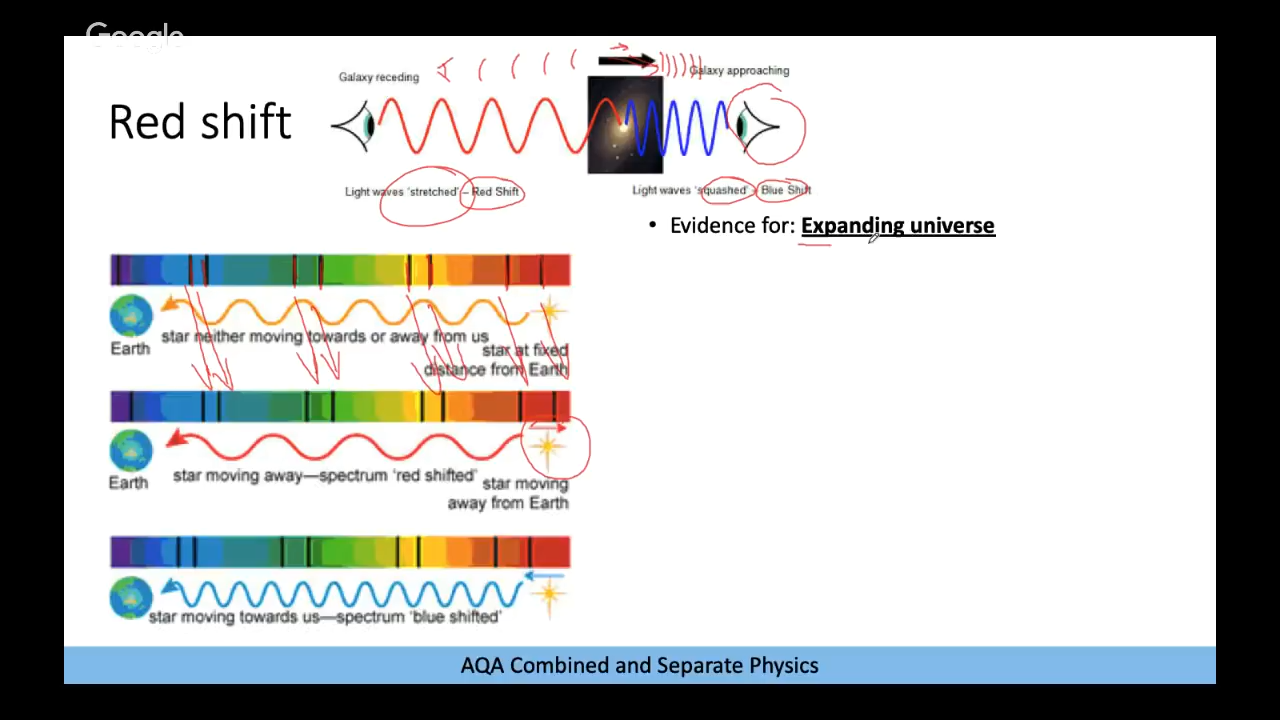 Google
Galaxy receding
Galaxy approaching
Red shift
Light waves 'stretched' – Red Shift
Light waves 'squashed' - Blue Shift
• Evidence for: Expanding universe
star neither moving towards or away from us
Earth
star at fixed
distance from Earth
star moving away—spectrum 'red shifted'
Earth
star moving
away from Earth
star moving towards us—spectrum 'blue shifted'
AQA Combined and Separate Physics